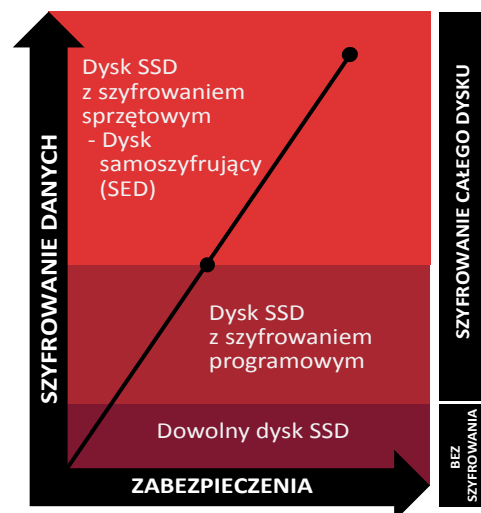 Dysk SSD
z szyfrowaniem
sprzętowym
- Dysk
samoszyfrujący
(SED)
Dysk SSD
z szyfrowaniem
programowym
Dowolny dysk SSD
SZYFROWANIE DANYCH
ZABEZPIECZENIA
SZYFROWANIE CAŁEGO DYSKU
BEZ
SZYFROWANIA